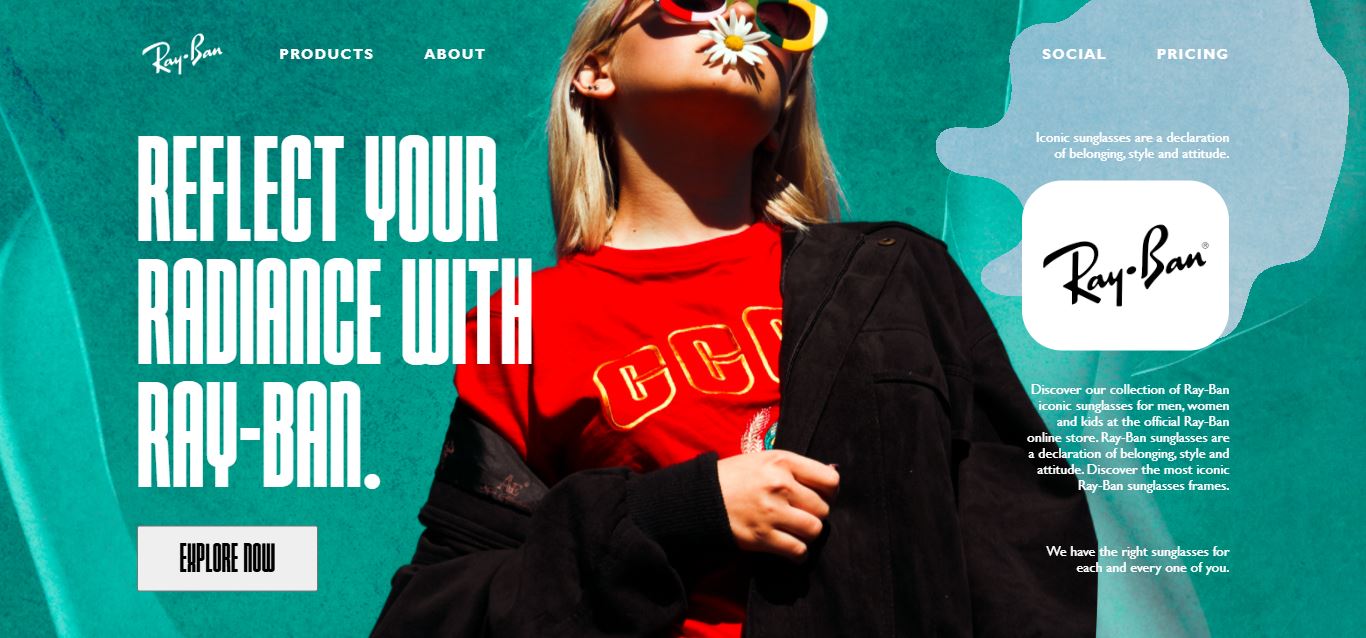 Ray-Ban
PRODUCTS
ABOUT
SOCIAL
PRICING
REFLECT YOUR
RADIANCE WITH
RAY-BAN.
EXPLORE NOW
Iconic sunglasses are a declaration
of belonging, style and attitude.
Ray-Ban®
Discover our collection of Ray-Ban
iconic sunglasses for men, women
and kids at the official Ray-Ban
online store. Ray-Ban sunglasses are
a declaration of belonging, style and
attitude. Discover the most iconic
Ray-Ban sunglasses frames.
We have the right sunglasses for
each and every one of you.